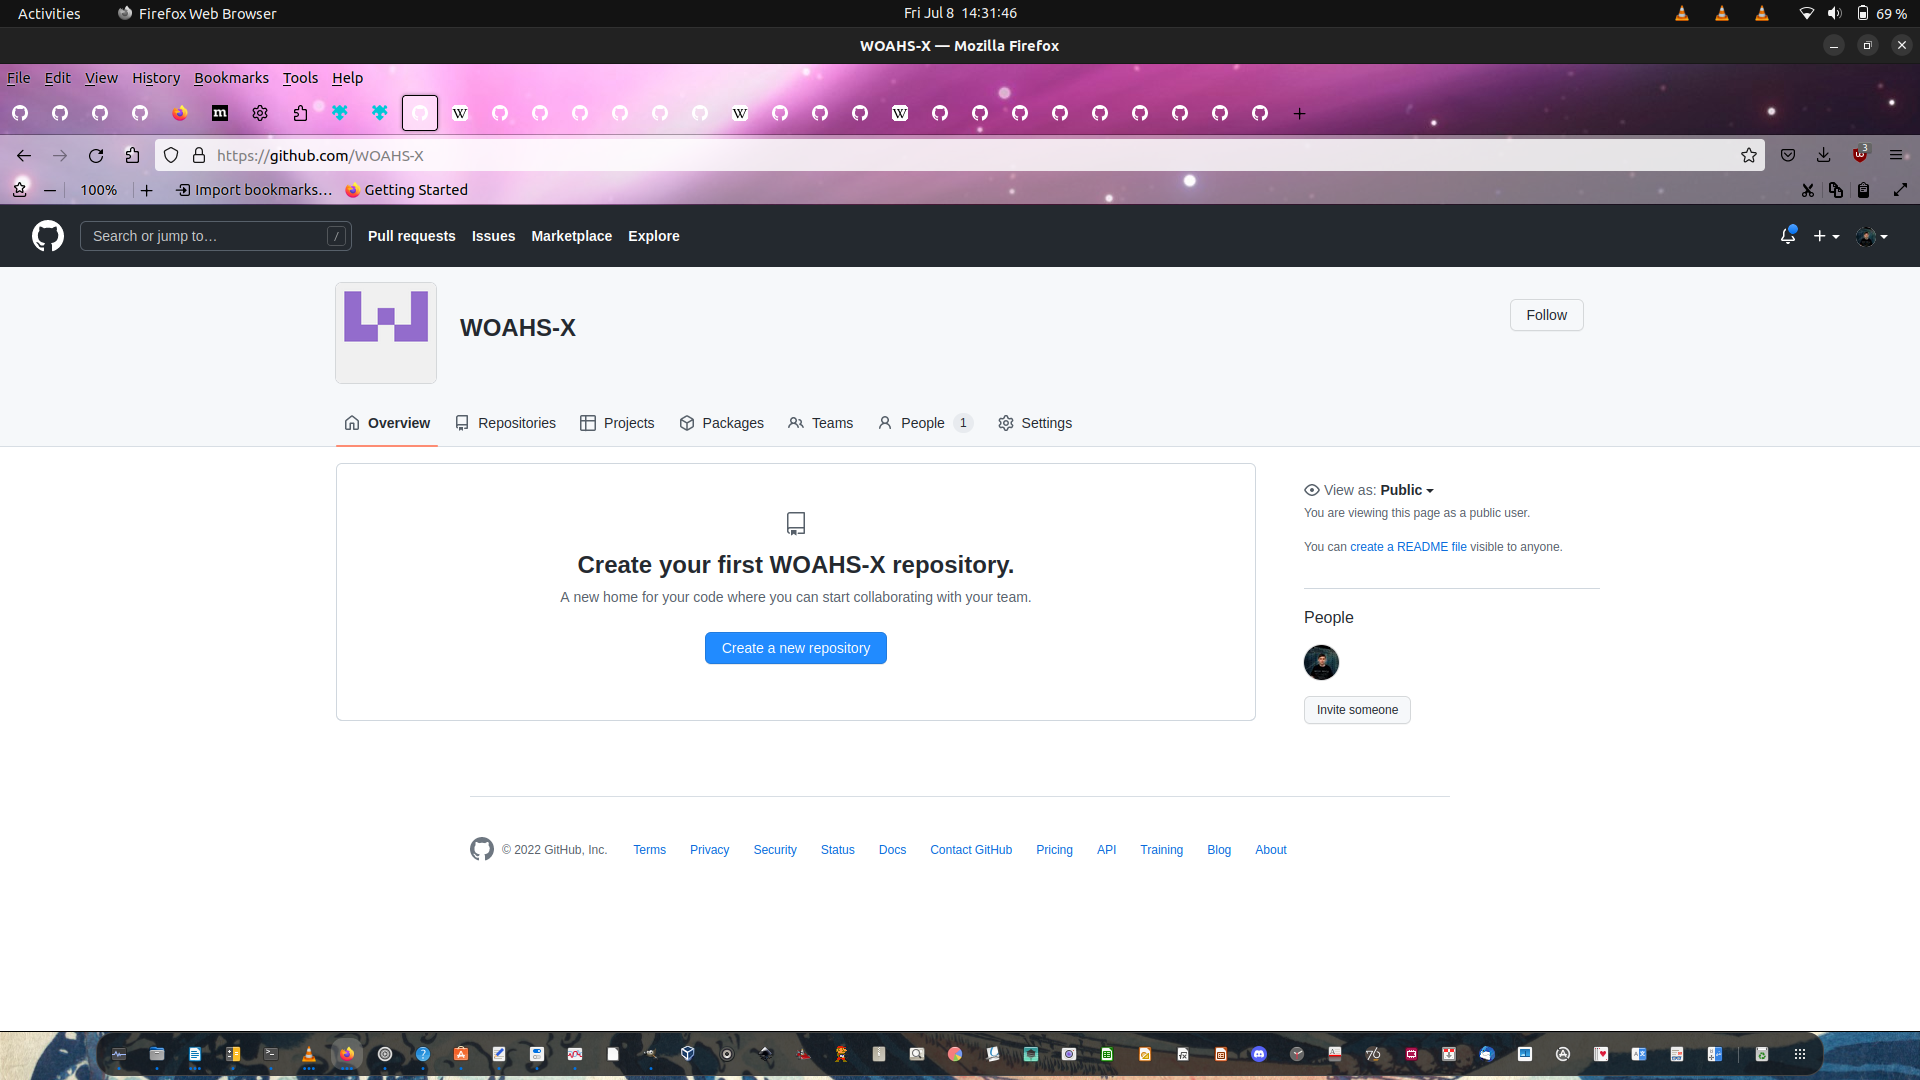 Activities Firefox Web Browser Fri Jul 8 14:31:46 69 %
WOAHS-X — Mozilla Firefox
File Edit View History Bookmarks Tools Help
https://github.com/WOAHS-X 3
100% Import bookmarks… Getting Started
Search or jump to… / Pull requests Issues Marketplace Explore
WOAHS-X
Follow
Overview Repositories Projects Packages Teams People 1 Settings
View as: Public
You are viewing this page as a public user.
You can create a README file visible to anyone.
Create your first WOAHS-X repository.
A new home for your code where you can start collaborating with your team.
Create a new repository
People
Invite someone
© 2022 GitHub, Inc. Terms Privacy Security Status Docs Contact GitHub Pricing API Training Blog About